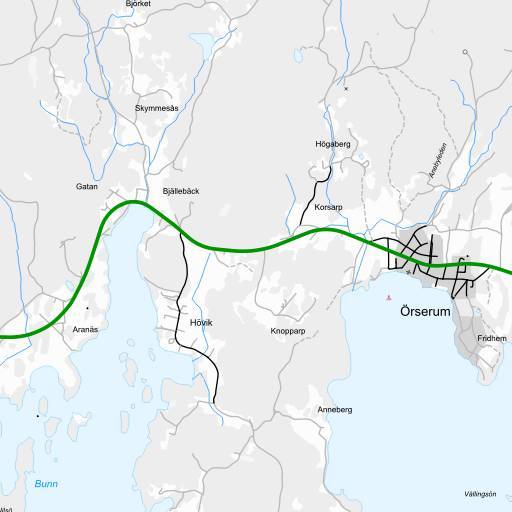 Björket
Skymmesås
Högaberg
Anebyleden
Gatan
Bjällebäck
Korsarp
Örserum
Aranäs
Hövik
Knopparp
Fridhem
Anneberg
Bunn
Vällingsön